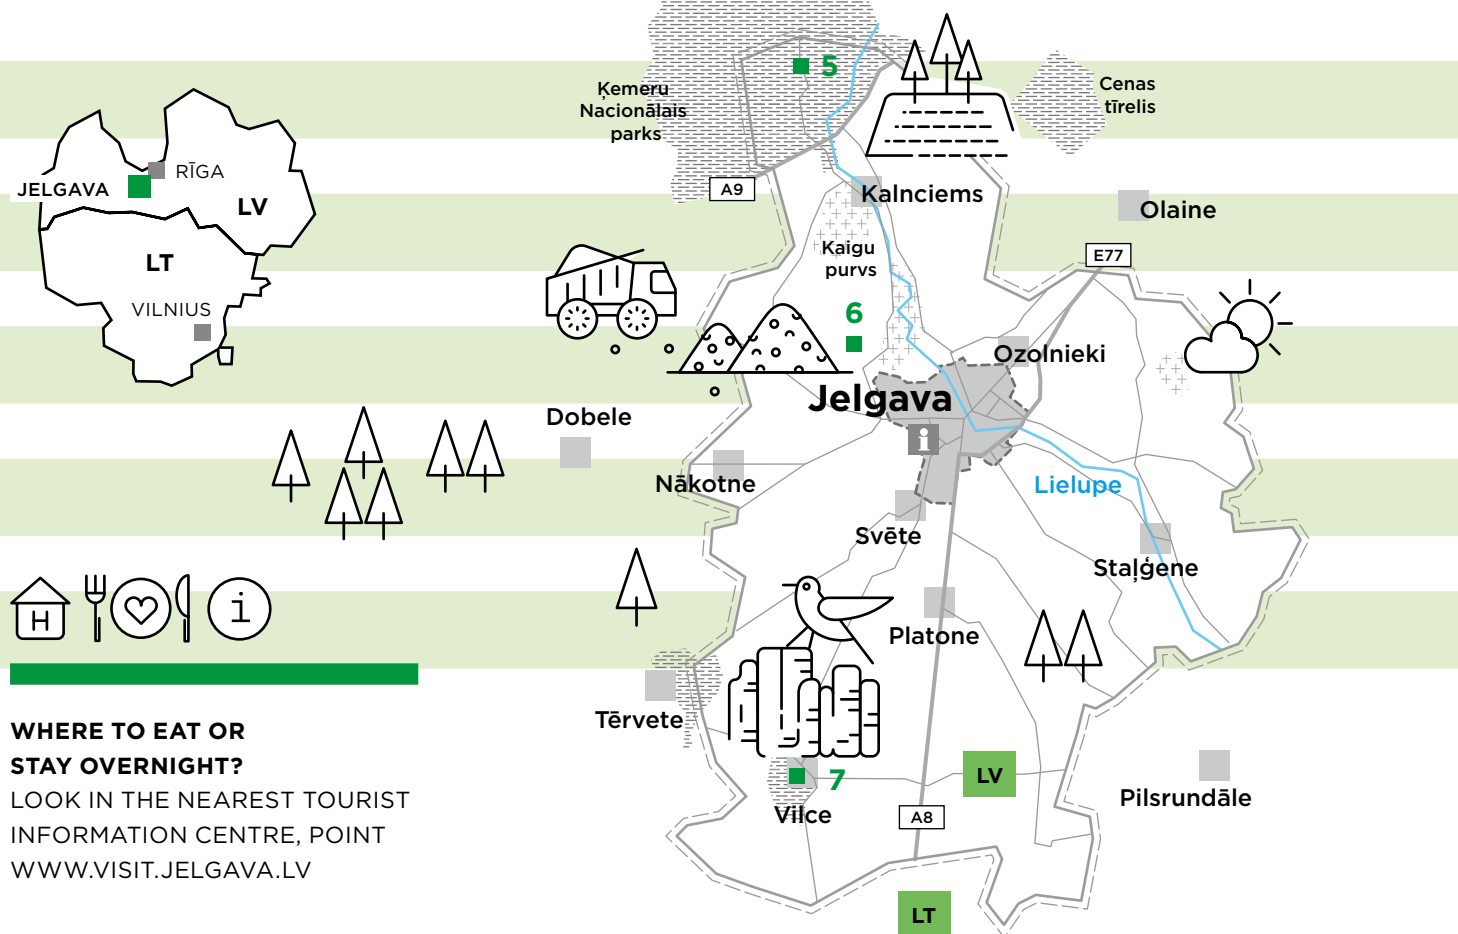 5
Ķemeru
Nacionālais
parks
Cenas
tīrelis
RĪGA
JELGAVA
LV
LT
VILNIUS
A9
Kalnciems
Olaine
Kaigu
purvs
E77
6
Ozolnieki
Jelgava
i
Dobele
Nākotne
Lielupe
Svēte
Staļģene
H
i
Platone
Tērvete
WHERE TO EAT OR
STAY OVERNIGHT?
LOOK IN THE NEAREST TOURIST
INFORMATION CENTRE, POINT
WWW.VISIT.JELGAVA.LV
7
Vilce
LV
A8
Pilsrundāle
LT